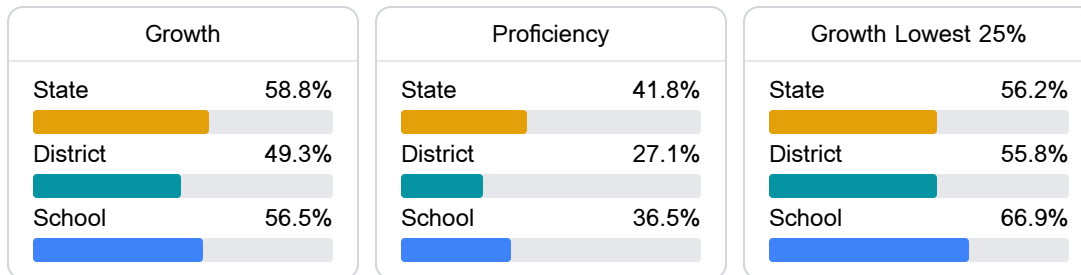 Growth
State 58.8%
District 49.3%
School 56.5%
Proficiency
State 41.8%
District 27.1%
School 36.5%
Growth Lowest 25%
State 56.2%
District 55.8%
School 66.9%